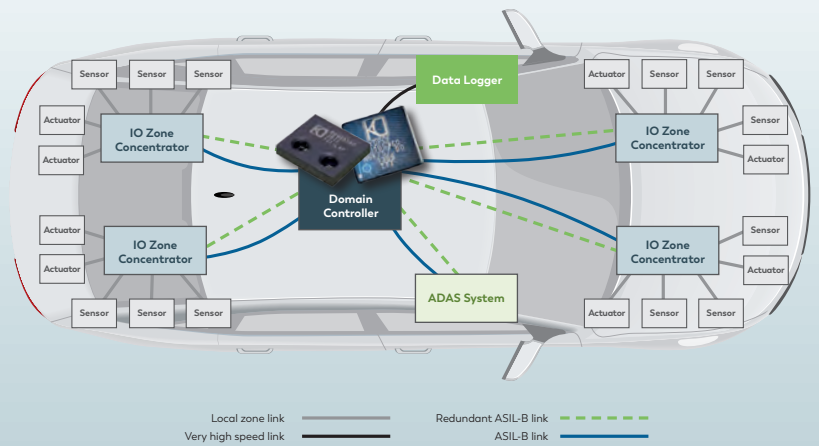 Sensor
Sensor
Sensor
Data Logger
Actuator
Sensor
Sensor
Actuator
Actuator
IO Zone
Concentrator
IO Zone
Concentrator
Sensor
Actuator
KD
KD
Domain
Controller
Actuator
Actuator
IO Zone
Concentrator
ADAS System
IO Zone
Concentrator
Sensor
Actuator
Sensor
Sensor
Sensor
Actuator
Sensor
Sensor
Local zone link
Redundant ASIL-B link
Very high speed link
ASIL-B link